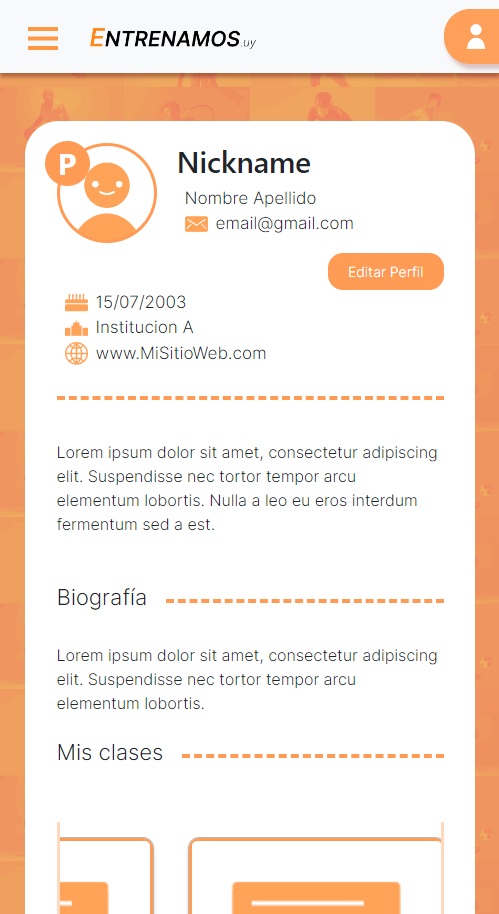 ENTRENAMOS.uy
P
Nickname
Nombre Apellido
email@gmail.com
Editar Perfil
15/07/2003
Institucion A
www.MiSitioWeb.com
Lorem ipsum dolor sit amet, consectetur adipiscing
elit. Suspendisse nec tortor tempor arcu
elementum lobortis. Nulla a leo eu eros interdum
fermentum sed a est.
Biografía
Lorem ipsum dolor sit amet, consectetur adipiscing
elit. Suspendisse nec tortor tempor arcu
elementum lobortis.
Mis clases